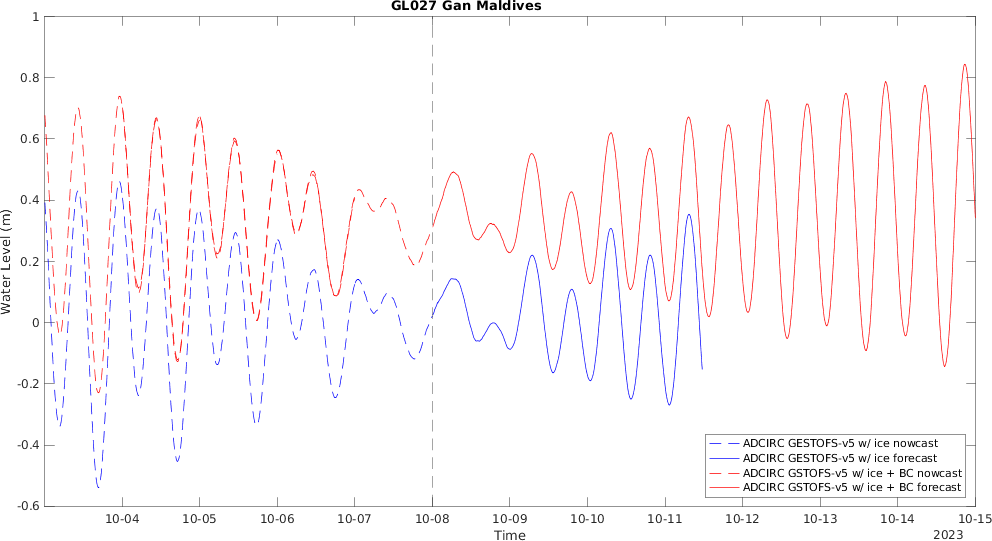 GL027 Gan Maldives
1
0.8
0.6
0.4
0.2
0
-0.2
-0.4
-0.6
Water Level (m)
ADCIRC GESTOFS-v5 w/ ice nowcast
ADCIRC GESTOFS-v5 w/ ice forecast
ADCIRC GSTOFS-v5 w/ ice + BC nowcast
ADCIRC GSTOFS-v5 w/ ice + BC forecast
10-04 10-05 10-06 10-07 10-08 10-09 10-10 10-11 10-12 10-13 10-14 10-15
Time
2023